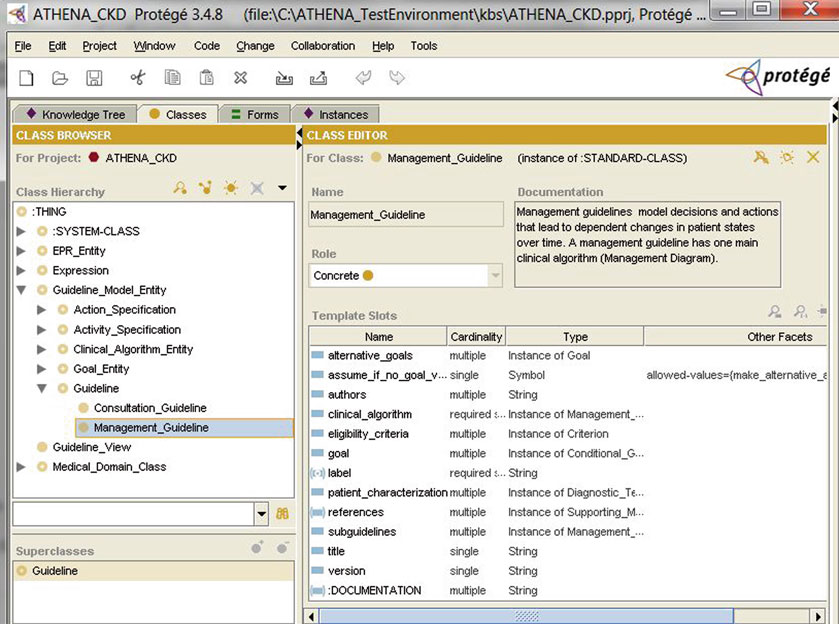 ATHENA_CKD Protégé 3.4.8 (file:\C:\ATHENA_TestEnvironment\kbs\ATHENA_CKD.pprj, Protégé ...
File Edit Project Window Code Change Collaboration Help Tools
protégé
Knowledge Tree Classes Forms Instances
CLASS BROWSER
For Project: ATHENA_CKD
Class Hierarchy
:THING
:SYSTEM-CLASS
EPR_Entity
Expression
Guideline_Model_Entity
Action_Specification
Activity_Specification
Clinical_Algorithm_Entity
Goal_Entity
Guideline
Consultation_Guideline
Management_Guideline
Guideline_View
Medical_Domain_Class
Superclasses
Guideline
CLASS EDITOR
For Class: Management_Guideline (instance of :STANDARD-CLASS)
Name
Management_Guideline
Role
Concrete
Documentation
Management guidelines model decisions and actions
that lead to dependent changes in patient states
over time. A management guideline has one main
clinical algorithm (Management Diagram).
Template Slots
Name Cardinality Type Other Facets
alternative_goals multiple Instance of Goal
assume_if_no_goal_v... single Symbol allowed-values={make_alternative_a
authors multiple String
clinical_algorithm required s... Instance of Management_...
eligibility_criteria multiple Instance of Criterion
goal multiple Instance of Conditional_G...
label required s... String
patient_characterization multiple Instance of Diagnostic_Te...
references multiple Instance of Supporting_M...
subguidelines multiple Instance of Management_...
title single String
version single String
:DOCUMENTATION multiple String